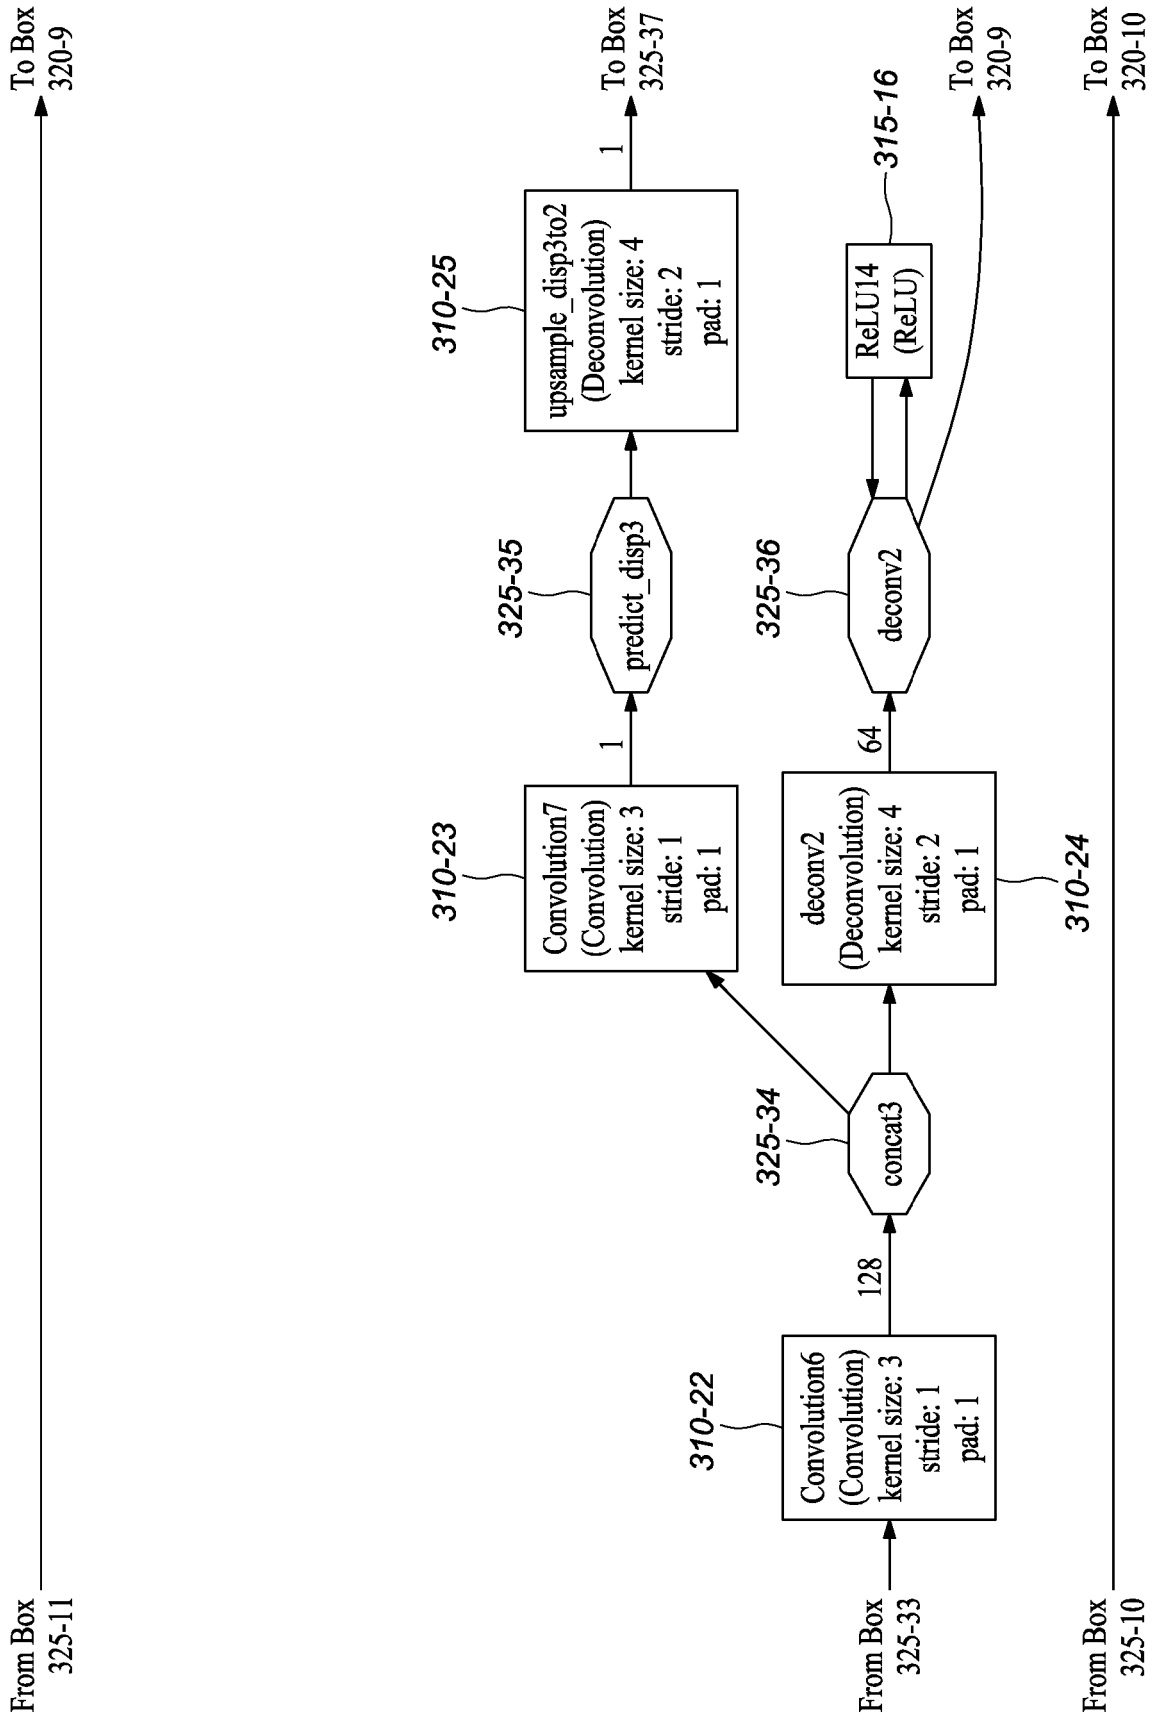 From Box
325-11
To Box
320-9
310-23
Convolution7
(Convolution)
kernel size: 3
stride: 1
pad: 1
1
325-35
predict_disp3
310-25
upsample_disp3to2
(Deconvolution)
kernel size: 4
stride: 2
pad: 1
1
To Box
325-37
From Box
325-33
310-22
Convolution6
(Convolution)
kernel size: 3
stride: 1
pad: 1
128
325-34
concat3
deconv2
(Deconvolution)
kernel size: 4
stride: 2
pad: 1
310-24
64
325-36
deconv2
ReLU14
(ReLU)
315-16
To Box
320-9
From Box
325-10
To Box
320-10